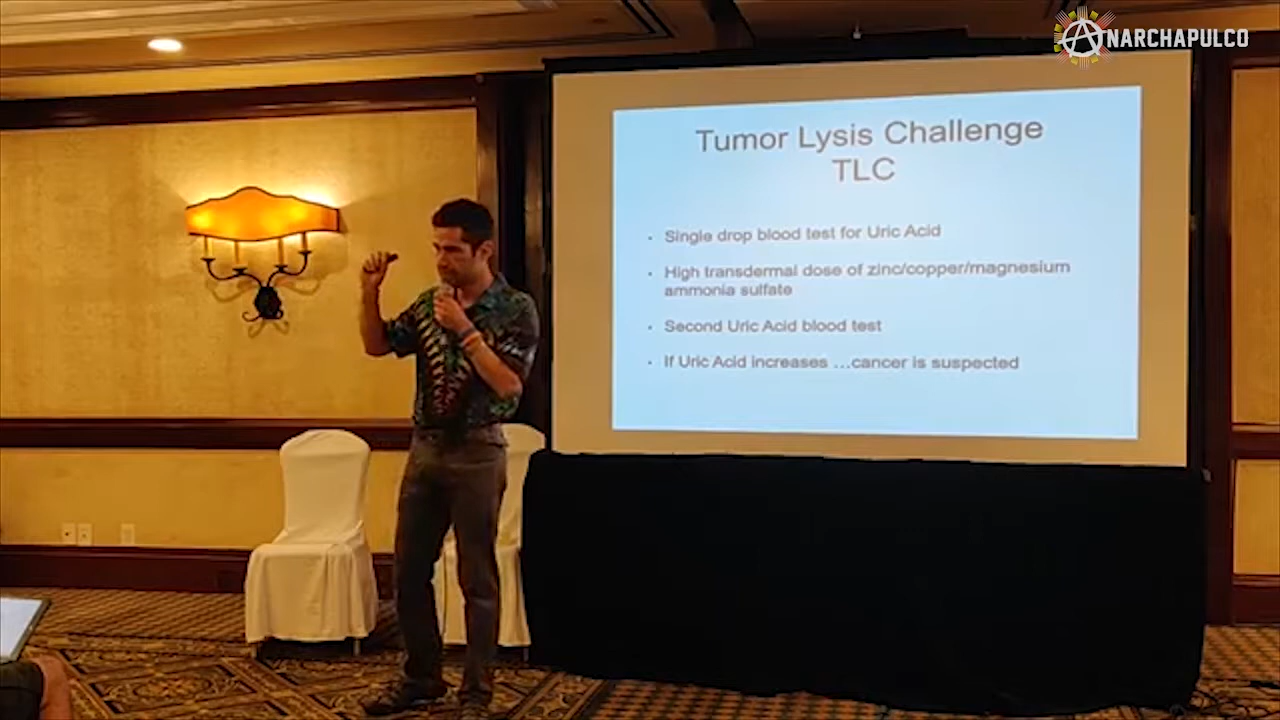 ANARCHAPULCO
Tumor Lysis Challenge
TLC
· Single drop blood test for Uric Acid
· High transdermal dose of zinc/copper/magnesium
ammonia sulfate
· Second Uric Acid blood test
· If Uric Acid increases ...cancer is suspected